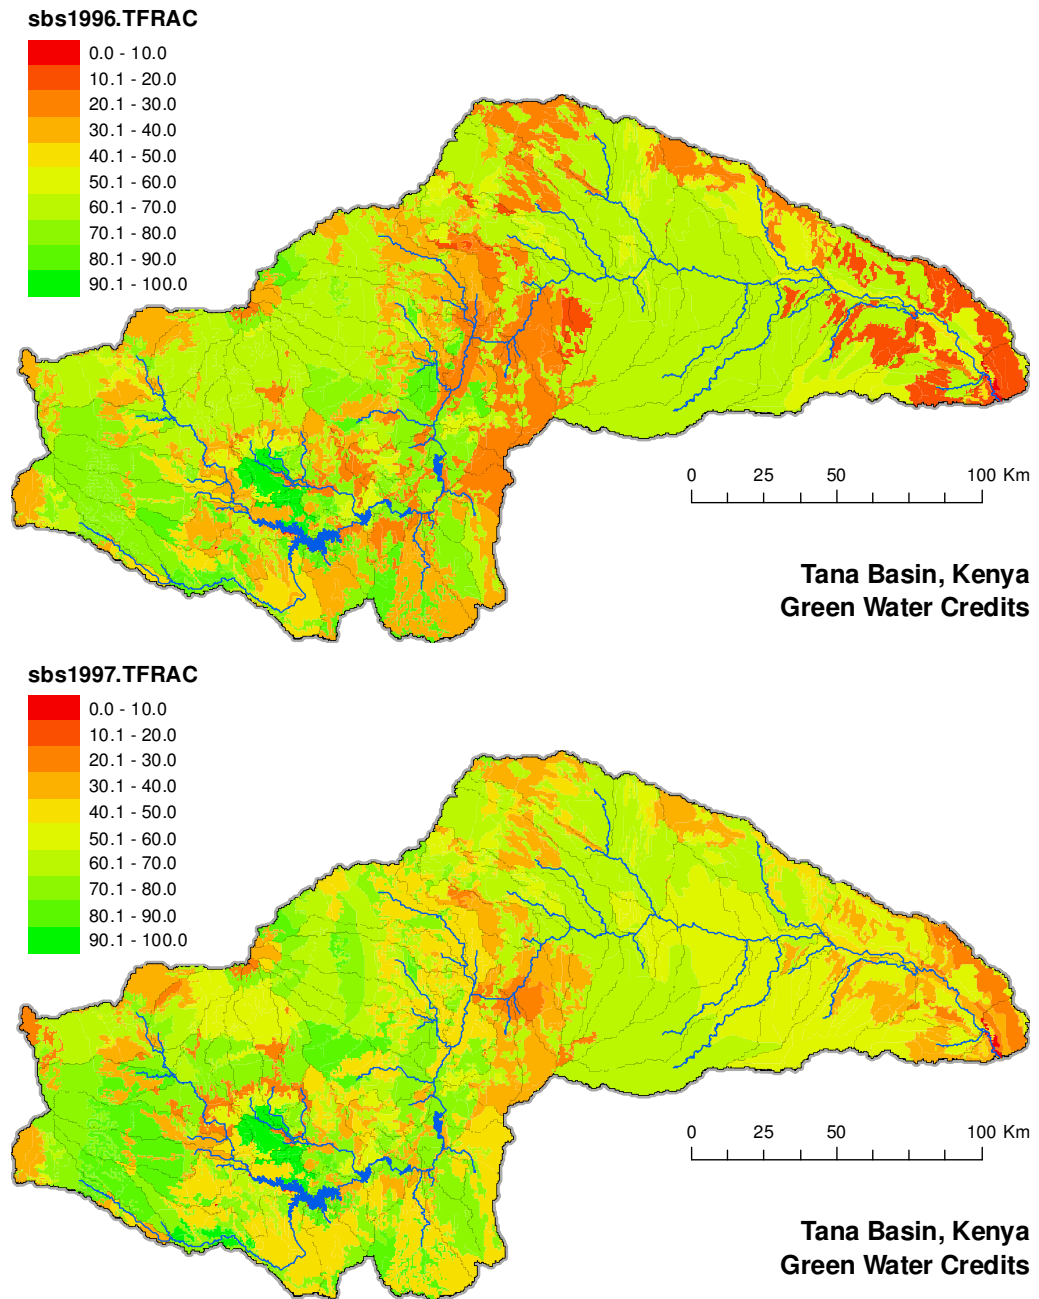 sbs1996.TFRAC
0.0 - 10.0
10.1 - 20.0
20.1 - 30.0
30.1 - 40.0
40.1 - 50.0
50.1 - 60.0
60.1 - 70.0
70.1 - 80.0
80.1 - 90.0
90.1 - 100.0
0 25 50 100 Km
Tana Basin, Kenya
Green Water Credits
sbs1997.TFRAC
0.0 - 10.0
10.1 - 20.0
20.1 - 30.0
30.1 - 40.0
40.1 - 50.0
50.1 - 60.0
60.1 - 70.0
70.1 - 80.0
80.1 - 90.0
90.1 - 100.0
0 25 50 100 Km
Tana Basin, Kenya
Green Water Credits